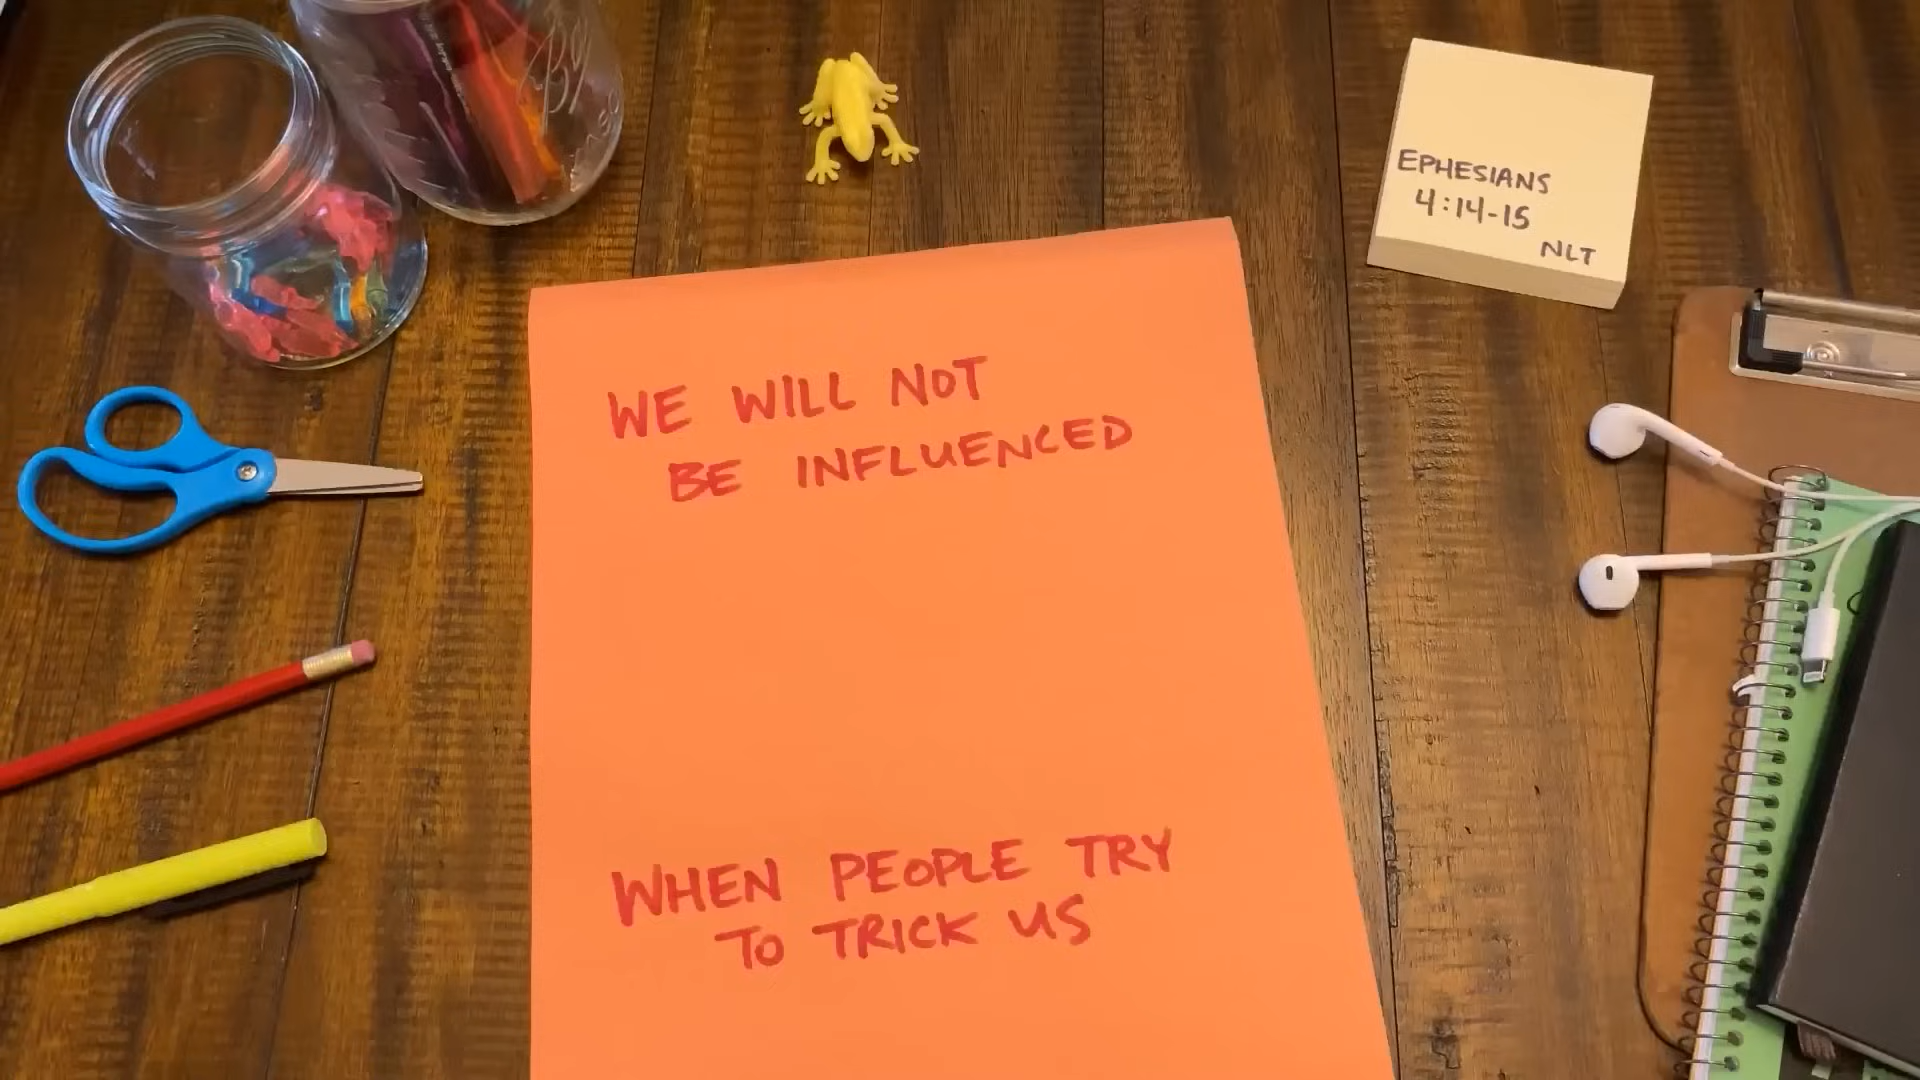 EPHESIANS
4:14-15
NLT
WE WILL NOT
BE INFLUENCED
WHEN PEOPLE TRY
TO TRICK US